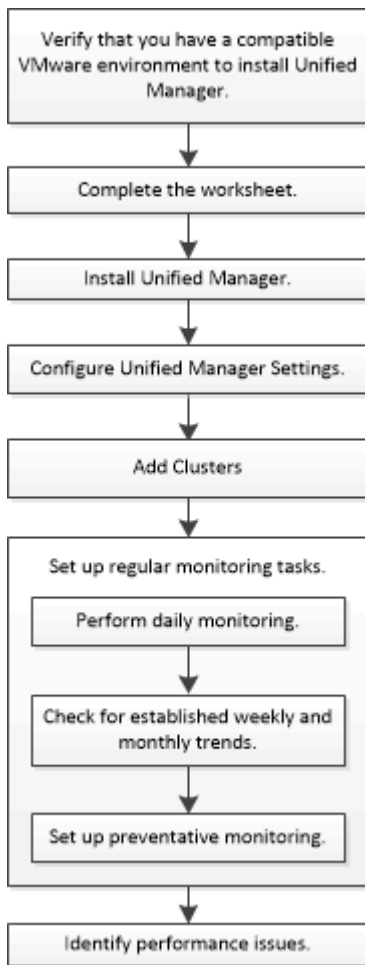 Verify that you have a compatible
VMware environment to install Unified
Manager.
Complete the worksheet.
Install Unified Manager.
Configure Unified Manager Settings.
Add Clusters
Set up regular monitoring tasks.
Perform daily monitoring.
Check for established weekly and
monthly trends.
Set up preventative monitoring.
Identify performance issues.